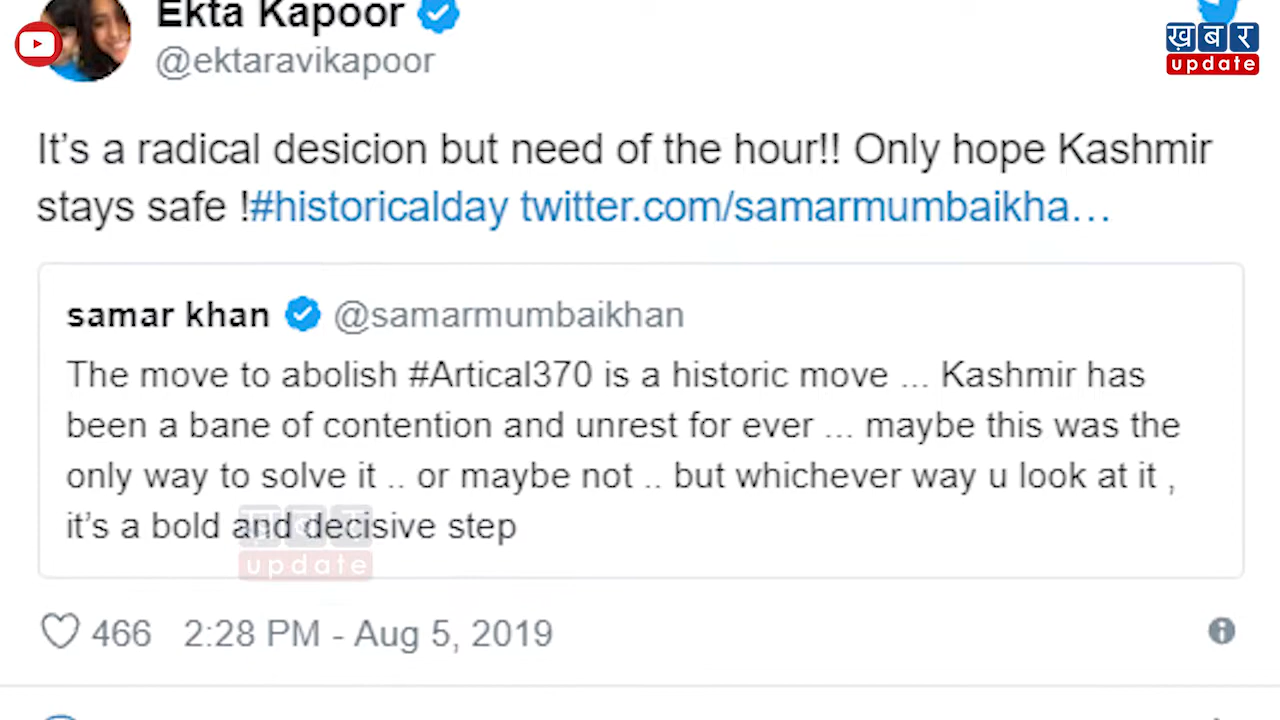 Ekta Kapoor
@ektaravikapoor
ख़बर
update
It's a radical desicion but need of the hour!! Only hope Kashmir
stays safe !#historicalday twitter.com/samarmumbaikha…
samar khan @samarmumbaikhan
The move to abolish #Artical370 is a historic move ... Kashmir has
been a bane of contention and unrest for ever ... maybe this was the
only way to solve it .. or maybe not .. but whichever way u look at it ,
it's a bold and decisive step
ख़बर
update
466 2:28 PM - Aug 5, 2019